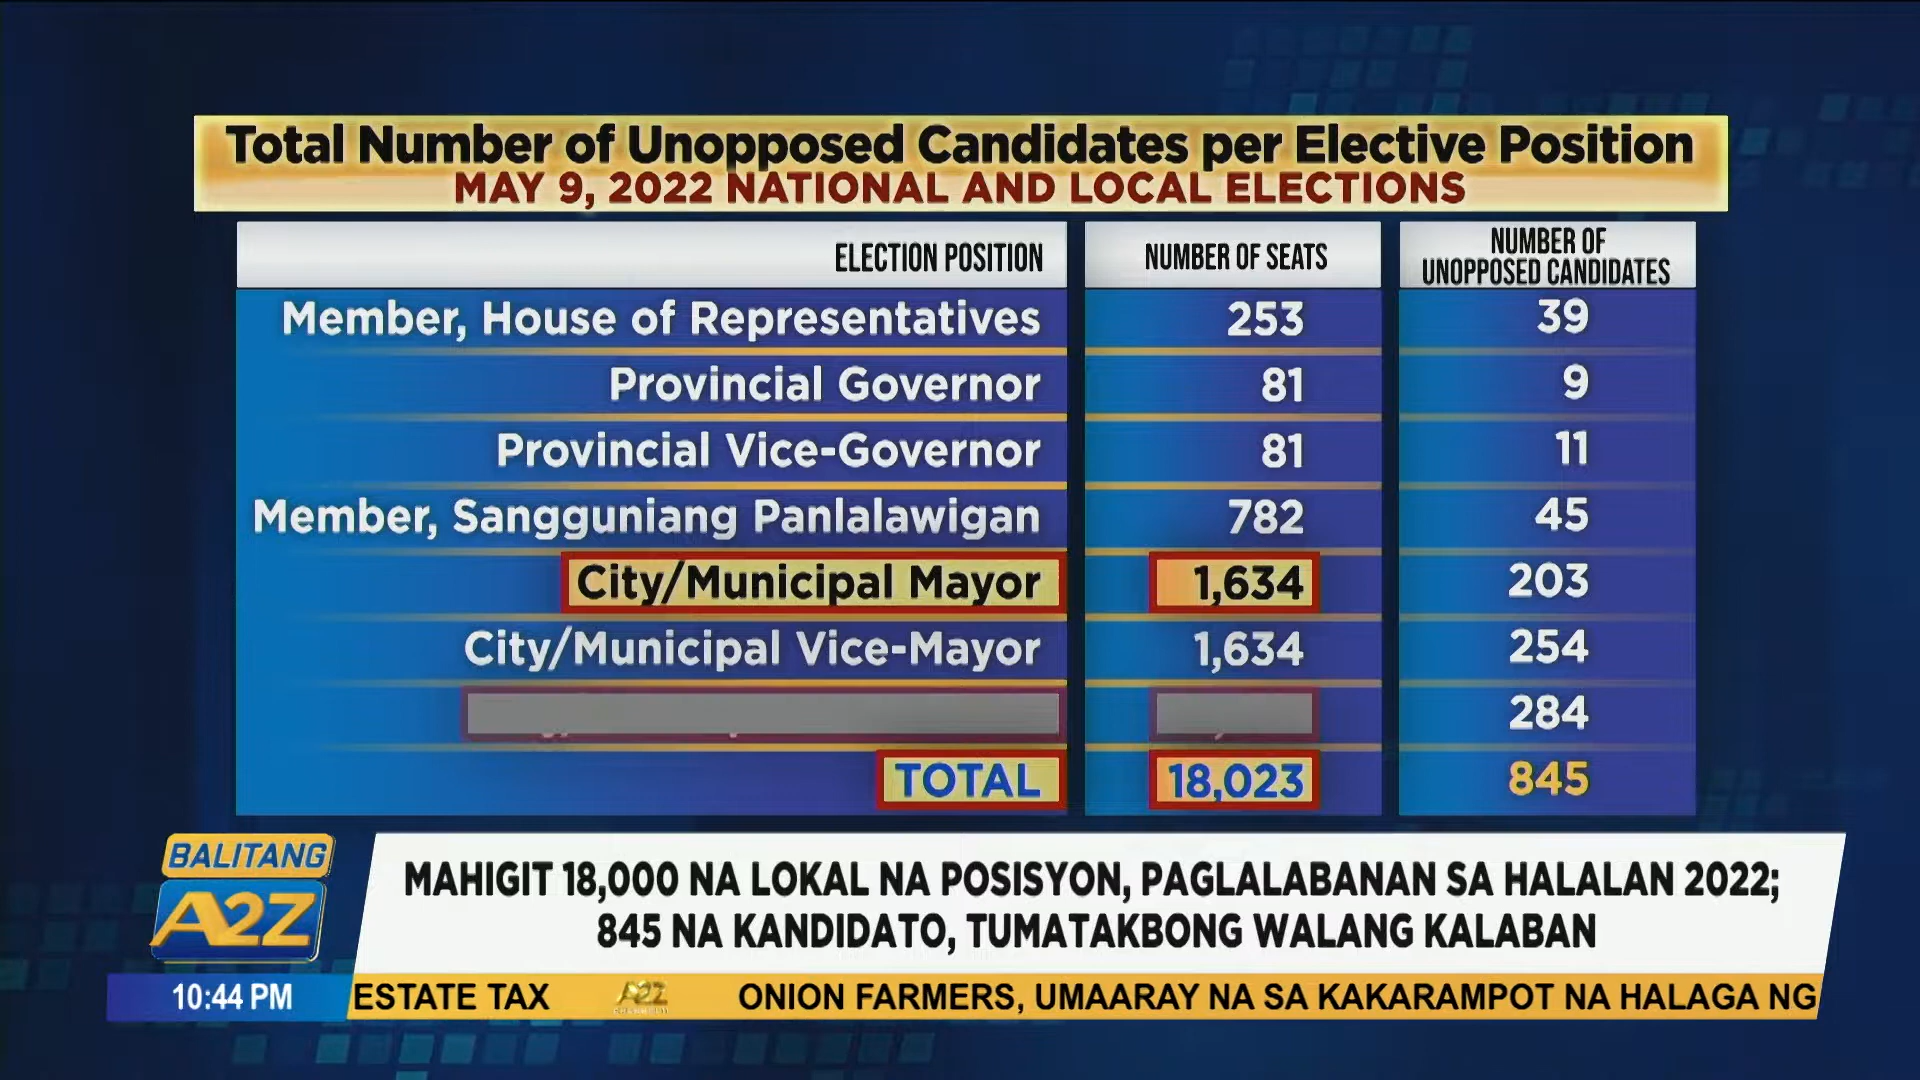 Total Number of Unopposed Candidates per Elective Position
MAY 9, 2022 NATIONAL AND LOCAL ELECTIONS
ELECTION POSITION NUMBER OF SEATS NUMBER OF
UNOPPOSED CANDIDATES
Member, House of Representatives 253 39
Provincial Governor 81 9
Provincial Vice-Governor 81 11
Member, Sangguniang Panlalawigan 782 45
City/Municipal Mayor 1,634 203
City/Municipal Vice-Mayor 1,634 254
284
TOTAL 18,023 845
BALITANG
A2Z
MAHIGIT 18,000 NA LOKAL NA POSISYON, PAGLALABANAN SA HALALAN 2022;
845 NA KANDIDATO, TUMATAKBONG WALANG KALABAN
10:44 PM ESTATE TAX A2Z ONION FARMERS, UMAARAY NA SA KAKARAMPOT NA HALAGA NG